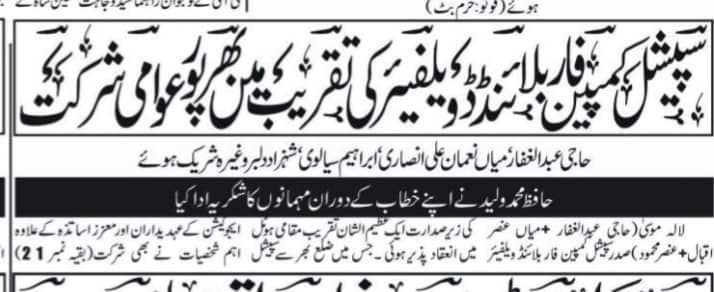 ہوئے (فوٹو: خرم بٹ)
سپیشل کمپین فار بلائنڈ ویلفیئر کی تقریب میں بھرپور عوامی شرکت
حاجی عبدالغفار، میاں نعمان علی انصاری، ابراہیم سیالوی، شہزاد دلبر وغیرہ شریک ہوئے
حافظ محمد ولید نے اپنے خطاب کے دوران مہمانوں کا شکریہ ادا کیا
لالہ موسیٰ (حاجی عبدالغفار + میاں عنصر
اقبال + عنصر محمود) صدر سپیشل کمپین فار بلائنڈ ویلفیئر
کی زیر صدارت ایک عظیم الشان تقریب مقامی ہوٹل
میں انعقاد پذیر ہوئی۔ جس میں ضلع بھر سے سپیشل
ایجوکیشن کے عہدیداران اور معزز اساتذہ کے علاوہ
اہم شخصیات نے بھی شرکت (بقیہ نمبر 21)